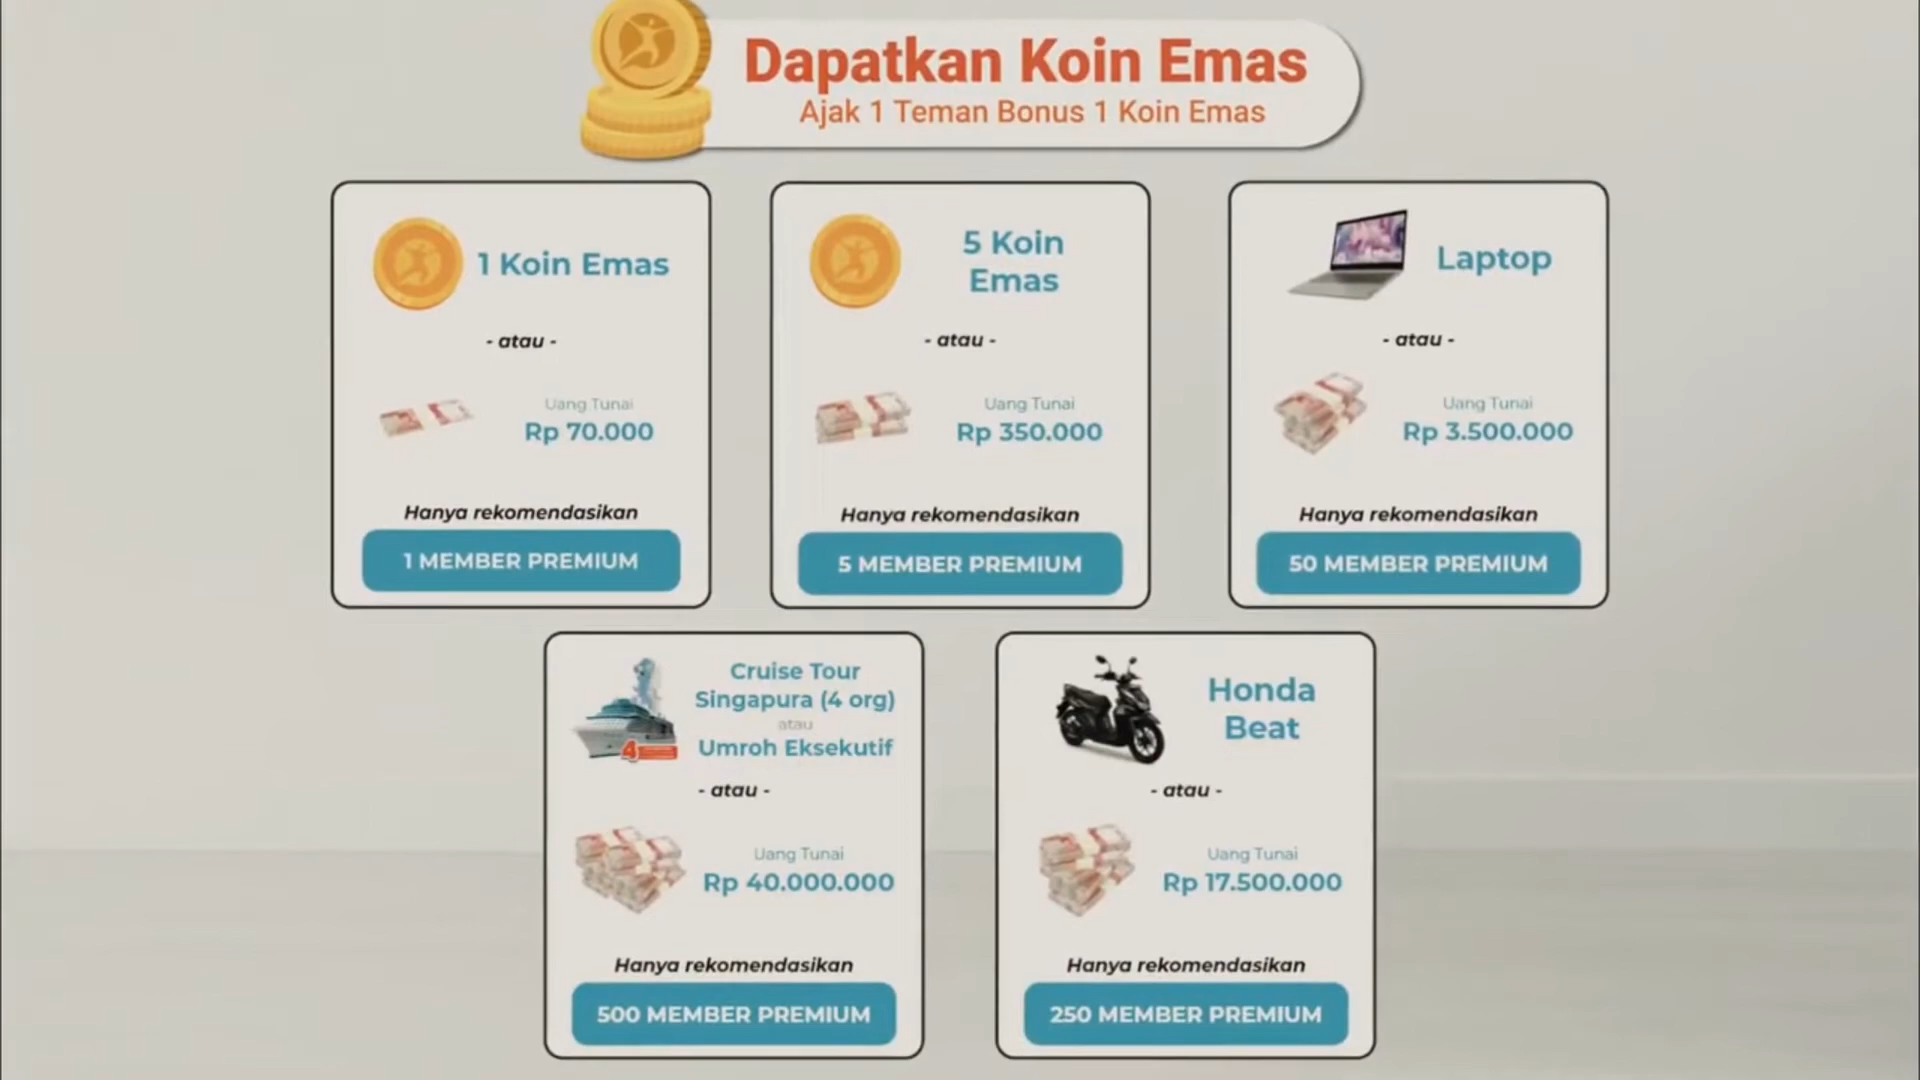 Dapatkan Koin Emas
Ajak 1 Teman Bonus 1 Koin Emas
1 Koin Emas
- atau -
Uang Tunai
Rp 70.000
Hanya rekomendasikan
1 MEMBER PREMIUM
5 Koin
Emas
- atau -
Uang Tunai
Rp 350.000
Hanya rekomendasikan
5 MEMBER PREMIUM
Laptop
- atau -
Uang Tunai
Rp 3.500.000
Hanya rekomendasikan
50 MEMBER PREMIUM
Cruise Tour
Singapura (4 org)
atau
Umroh Eksekutif
4
- atau -
Uang Tunai
Rp 40.000.000
Hanya rekomendasikan
500 MEMBER PREMIUM
Honda
Beat
- atau -
Uang Tunai
Rp 17.500.000
Hanya rekomendasikan
250 MEMBER PREMIUM